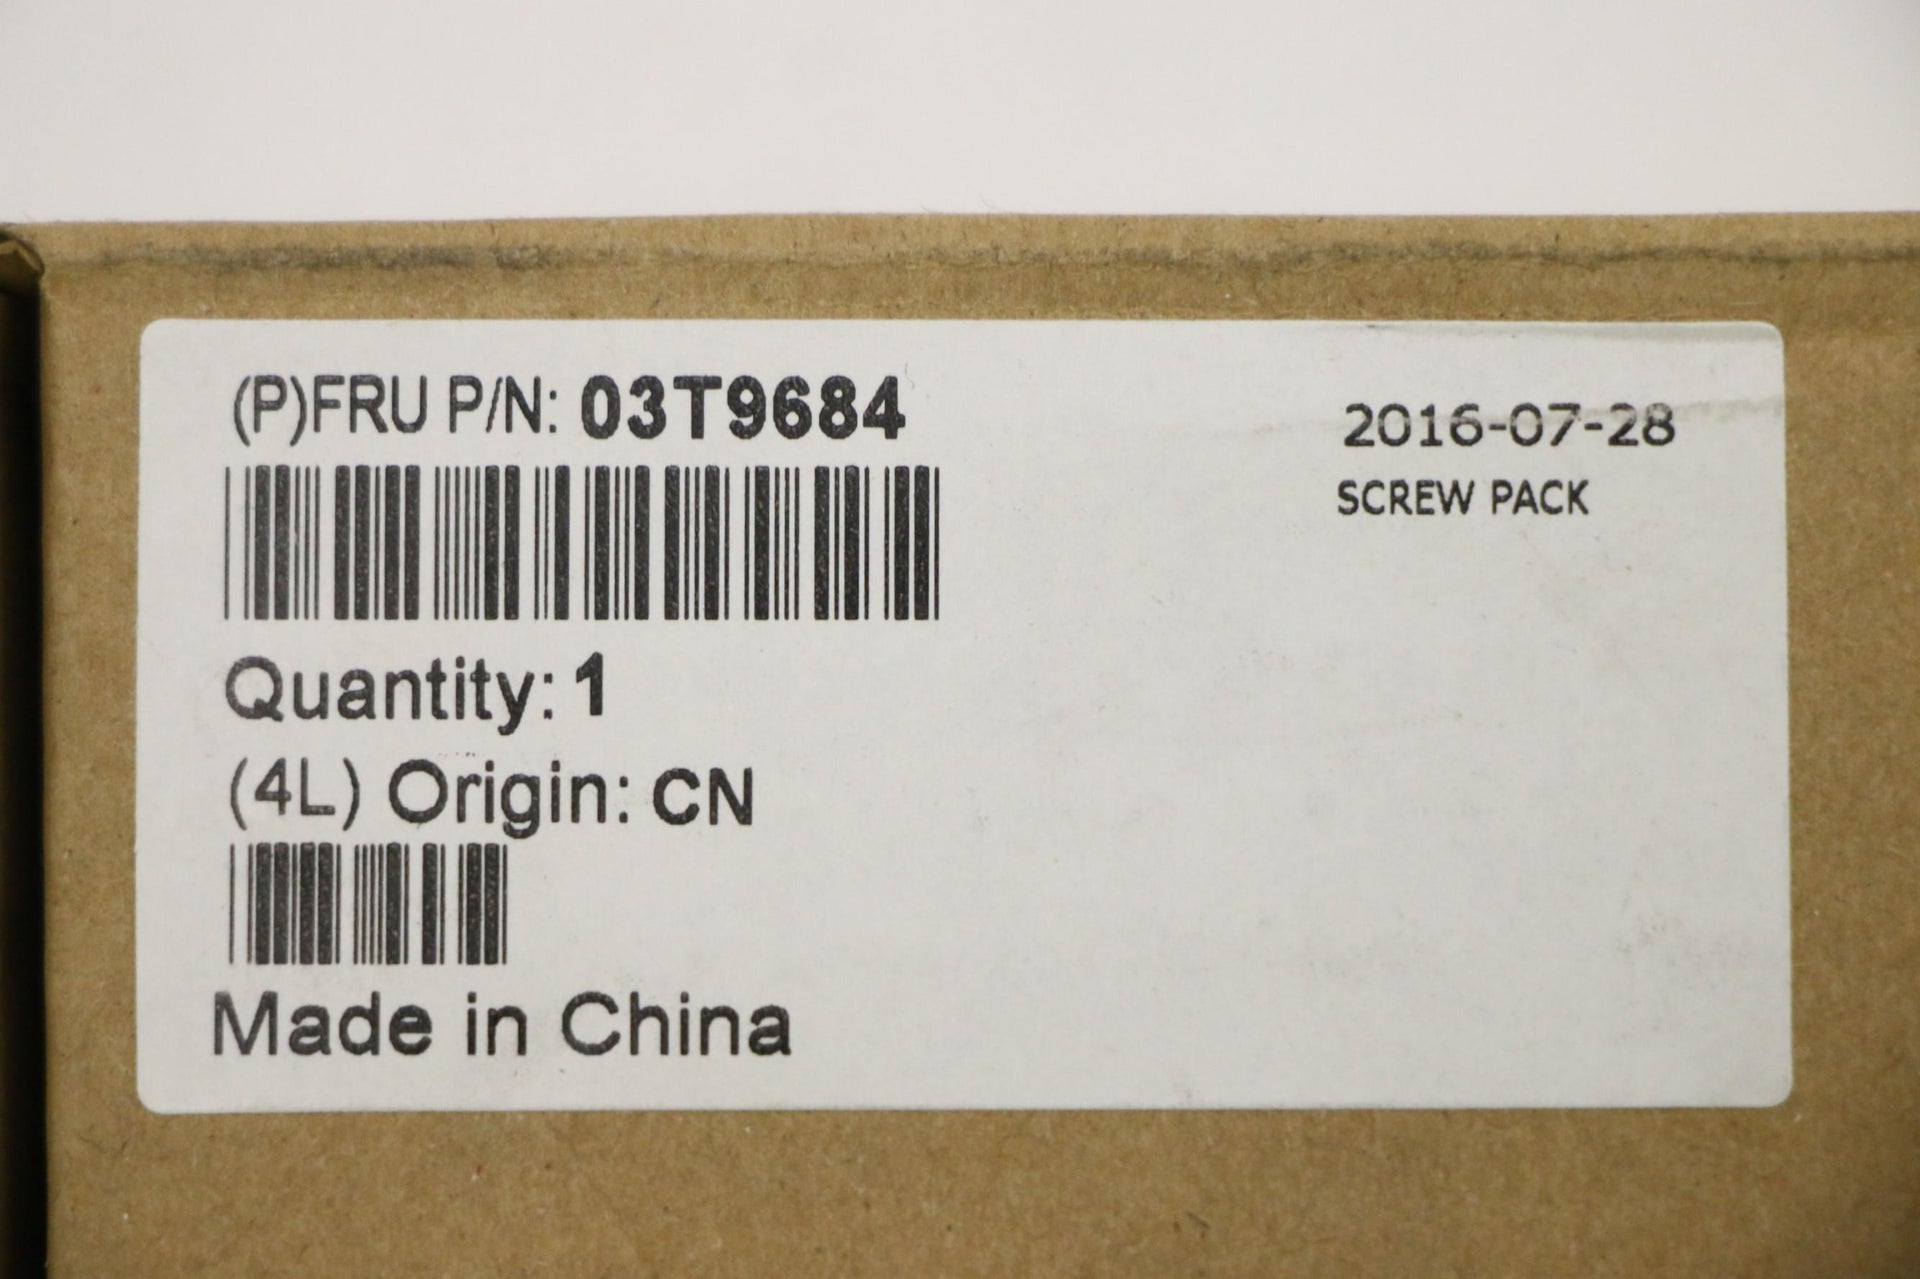 (P)FRU P/N: 03T9684
2016-07-28
SCREW PACK
Quantity: 1
(4L) Origin: CN
Made in China